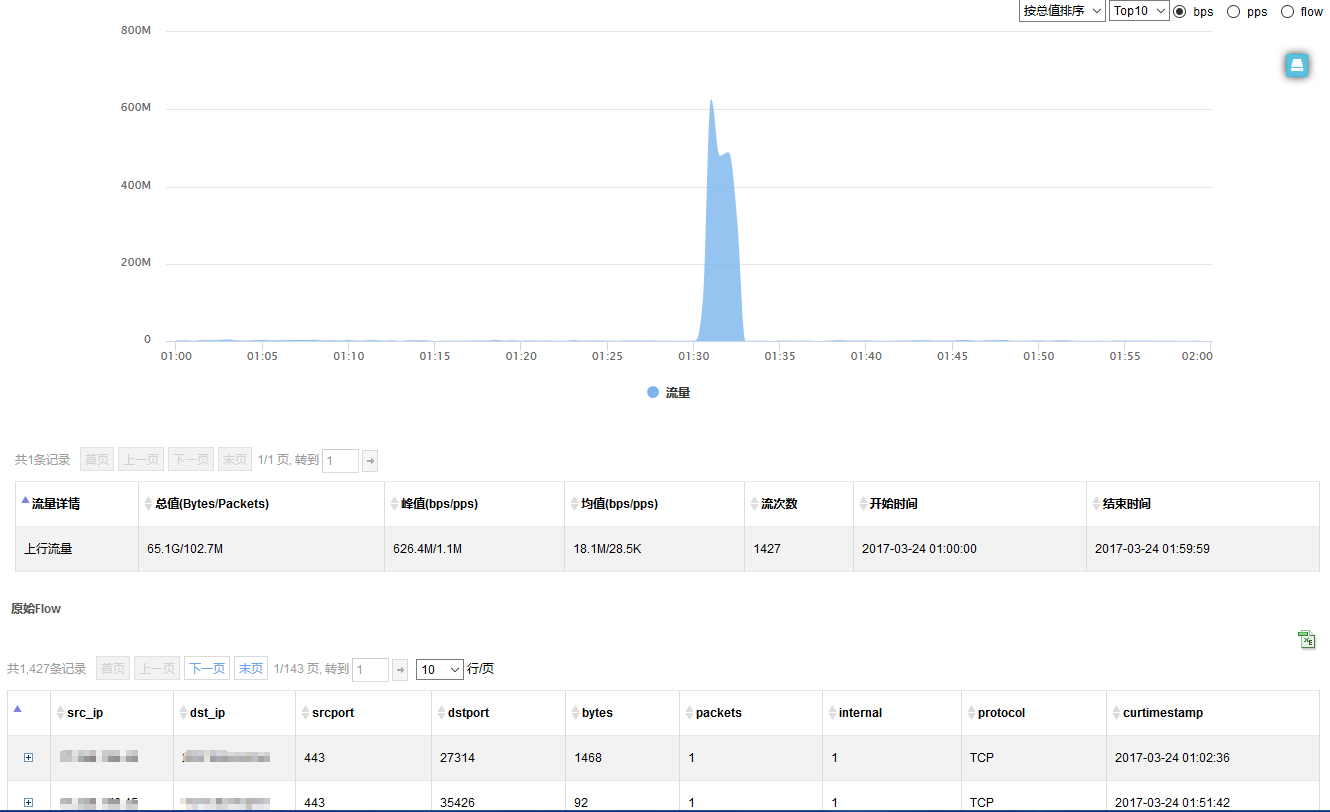 按总值排序 Top10 bps pps flow
800M
600M
400M
200M
0
01:00 01:05 01:10 01:15 01:20 01:25 01:30 01:35 01:40 01:45 01:50 01:55 02:00
流量
共1条记录 首页 上一页 下一页 末页 1/1 页, 转到 1
流量详情 总值(Bytes/Packets) 峰值(bps/pps) 均值(bps/pps) 流次数 开始时间 结束时间
上行流量 65.1G/102.7M 626.4M/1.1M 18.1M/28.5K 1427 2017-03-24 01:00:00 2017-03-24 01:59:59
原始Flow
共1,427条记录 首页 上一页 下一页 末页 1/143 页, 转到 1 10 行/页
src_ip dst_ip srcport dstport bytes packets internal protocol curtimestamp
443 27314 1468 1 1 TCP 2017-03-24 01:02:36
443 35426 92 1 1 TCP 2017-03-24 01:51:42